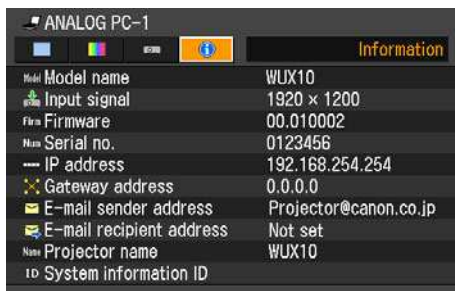 ANALOG PC-1
Information
Model Model name WUX10
Input signal 1920 × 1200
Firm Firmware 00.010002
Num Serial no. 0123456
IP address 192.168.254.254
Gateway address 0.0.0.0
E-mail sender address Projector@canon.co.jp
E-mail recipient address Not set
Name Projector name WUX10
ID System information ID